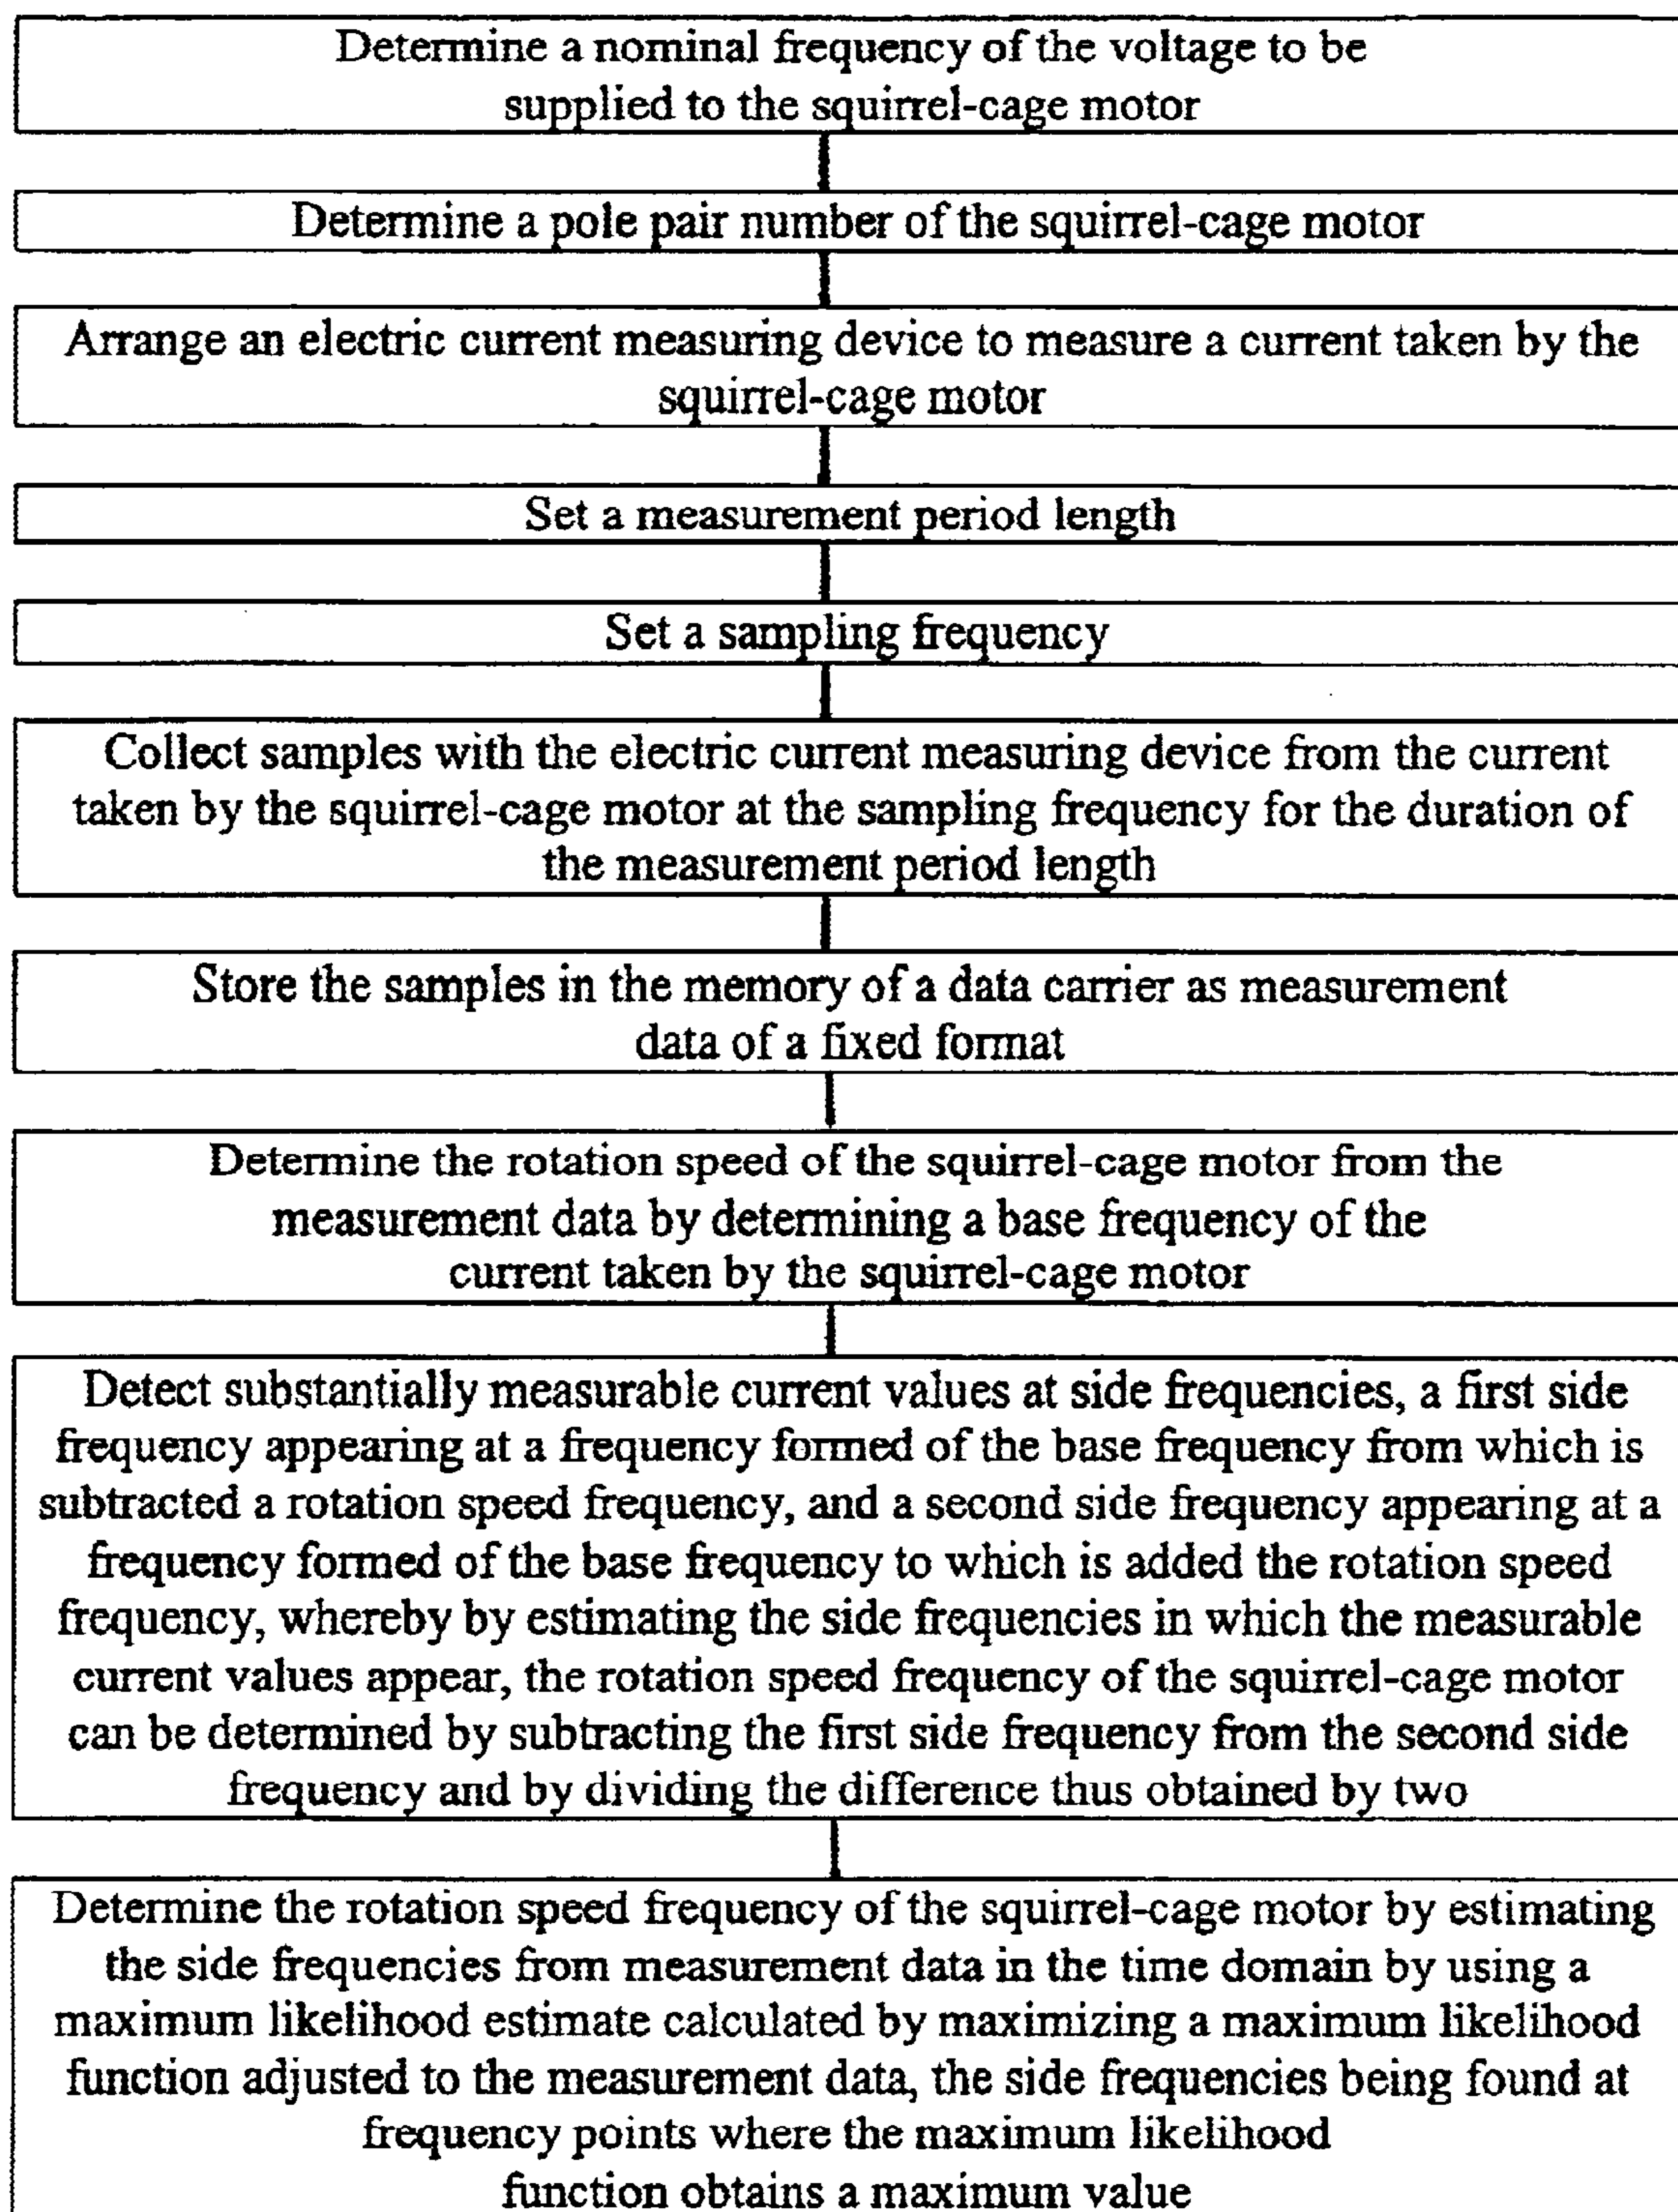 Determine a nominal frequency of the voltage to be
supplied to the squirrel-cage motor
Determine a pole pair number of the squirrel-cage motor
Arrange an electric current measuring device to measure a current taken by the
squirrel-cage motor
Set a measurement period length
Set a sampling frequency
Collect samples with the electric current measuring device from the current
taken by the squirrel-cage motor at the sampling frequency for the duration of
the measurement period length
Store the samples in the memory of a data carrier as measurement
data of a fixed format
Determine the rotation speed of the squirrel-cage motor from the
measurement data by determining a base frequency of the
current taken by the squirrel-cage motor
Detect substantially measurable current values at side frequencies, a first side
frequency appearing at a frequency formed of the base frequency from which is
subtracted a rotation speed frequency, and a second side frequency appearing at a
frequency formed of the base frequency to which is added the rotation speed
frequency, whereby by estimating the side frequencies in which the measurable
current values appear, the rotation speed frequency of the squirrel-cage motor
can be determined by subtracting the first side frequency from the second side
frequency and by dividing the difference thus obtained by two
Determine the rotation speed frequency of the squirrel-cage motor by estimating
the side frequencies from measurement data in the time domain by using a
maximum likelihood estimate calculated by maximizing a maximum likelihood
function adjusted to the measurement data, the side frequencies being found at
frequency points where the maximum likelihood
function obtains a maximum value